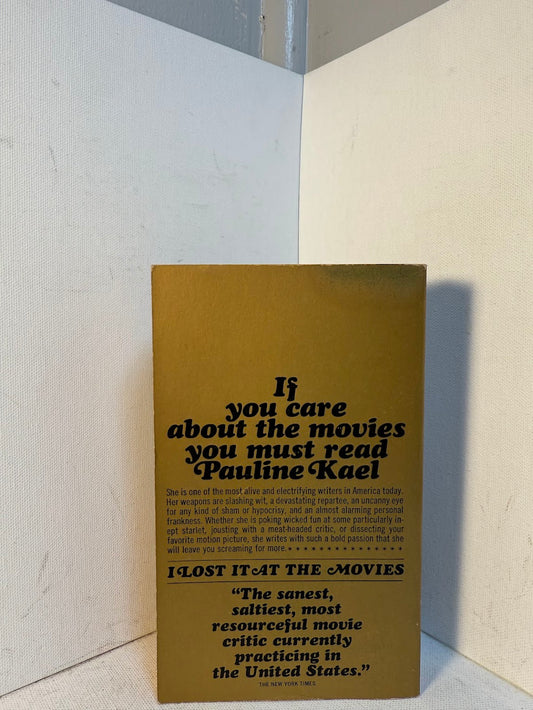 If
you care
about the movies
you must read
Pauline Kael
She is one of the most alive and electrifying writers in America today.
Her weapons are slashing wit, a devastating repartee, an uncanny eye
for any kind of sham or hypocrisy, and an almost alarming personal
frankness. Whether she is poking wicked fun at some particularly in-
ept starlet, jousting with a meat-headed critic, or dissecting your
favorite motion picture, she writes with such a bold passion that she
will leave you screaming for more. * * * * * * * * * * * * * * *
I LOST IT AT THE MOVIES
“The sanest,
saltiest, most
resourceful movie
critic currently
practicing in
the United States.”
THE NEW YORK TIMES